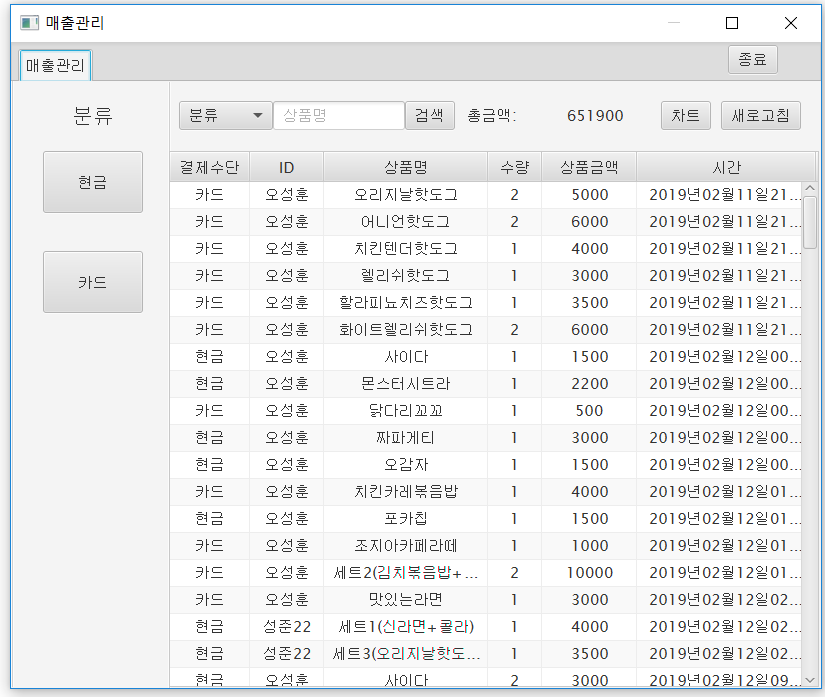 매출관리
매출관리 종료
분류 분류 상품명 검색 총금액: 651900 차트 새로고침
현금
카드
결제수단 ID 상품명 수량 상품금액 시간
카드 오성훈 오리지날핫도그 2 5000 2019년02월11일21...
카드 오성훈 어니언핫도그 2 6000 2019년02월11일21...
카드 오성훈 치킨텐더핫도그 1 4000 2019년02월11일21...
카드 오성훈 렐리쉬핫도그 1 3000 2019년02월11일21...
카드 오성훈 할라피뇨치즈핫도그 1 3500 2019년02월11일21...
카드 오성훈 화이트렐리쉬핫도그 2 6000 2019년02월11일21...
현금 오성훈 사이다 1 1500 2019년02월12일00...
현금 오성훈 몬스터시트라 1 2200 2019년02월12일00...
카드 오성훈 닭다리꼬꼬 1 500 2019년02월12일00...
현금 오성훈 짜파게티 1 3000 2019년02월12일00...
현금 오성훈 오감자 1 1500 2019년02월12일00...
카드 오성훈 치킨카레볶음밥 1 4000 2019년02월12일01...
현금 오성훈 포카칩 1 1500 2019년02월12일01...
카드 오성훈 조지아카페라떼 1 1000 2019년02월12일01...
카드 오성훈 세트2(김치볶음밥+... 2 10000 2019년02월12일01...
카드 오성훈 맛있는라면 1 3000 2019년02월12일02...
현금 성준22 세트1(신라면+콜라) 1 4000 2019년02월12일02...
현금 성준22 세트3(오리지날핫도... 1 3500 2019년02월12일02...
현금 오성훈 사이다 2 3000 2019년02월12일09...